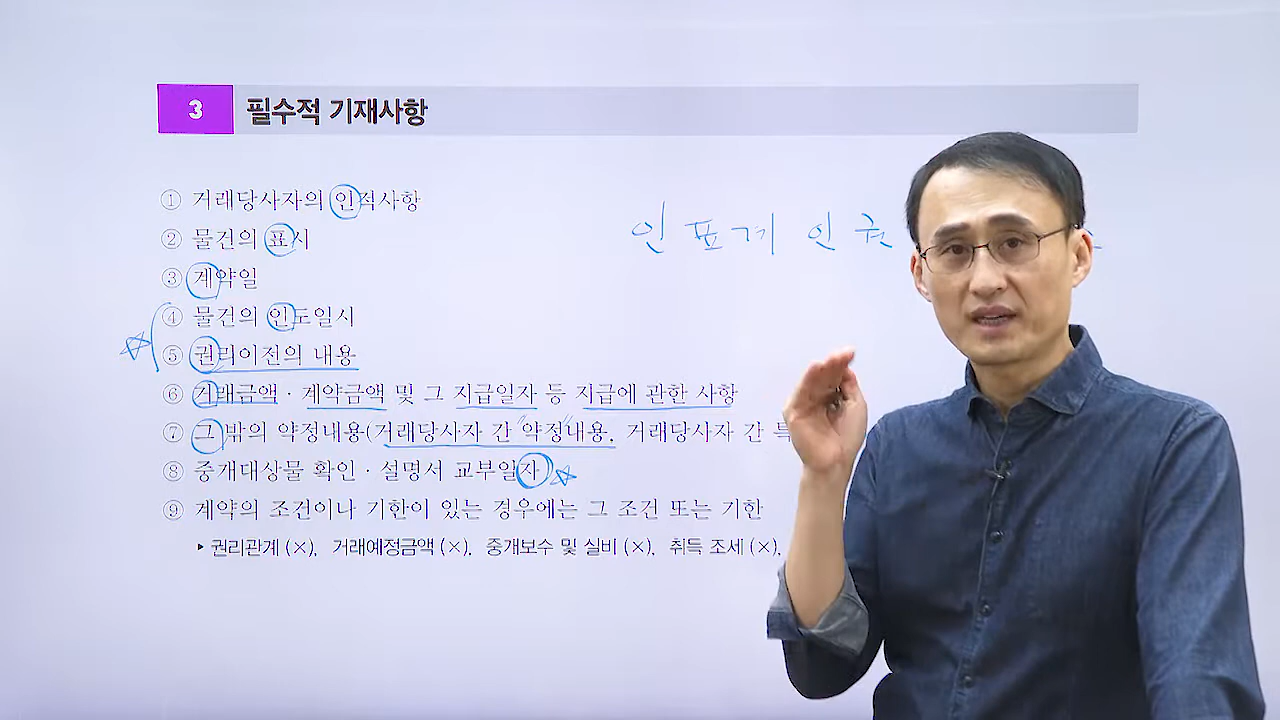 3 필수적 기재사항
① 거래당사자의 인적사항
인 표 계 인 권
② 물건의 표시
③ 계약일
④ 물건의 인도일시
⑤ 권리이전의 내용
⑥ 거래금액 · 계약금액 및 그 지급일자 등 지급에 관한 사항
⑦ 그 밖의 약정내용(거래당사자 간 "약정내용", 거래당사자 간 특
⑧ 중개대상물 확인 · 설명서 교부일자
⑨ 계약의 조건이나 기한이 있는 경우에는 그 조건 또는 기한
▸ 권리관계 (×), 거래예정금액 (×), 중개보수 및 실비 (×), 취득 조세 (×),